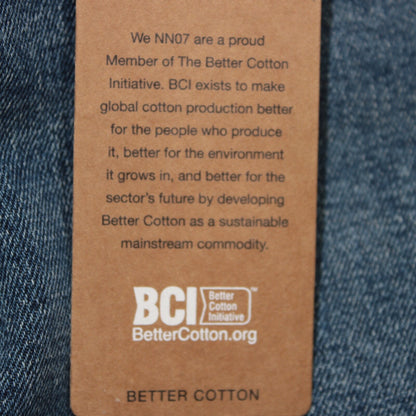 We NN07 are a proud
Member of The Better Cotton
Initiative. BCI exists to make
global cotton production better
for the people who produce
it, better for the environment
it grows in, and better for the
sector's future by developing
Better Cotton as a sustainable
mainstream commodity.
BCI
Better
Cotton
Initiative
TM
BetterCotton.org
BETTER COTTON